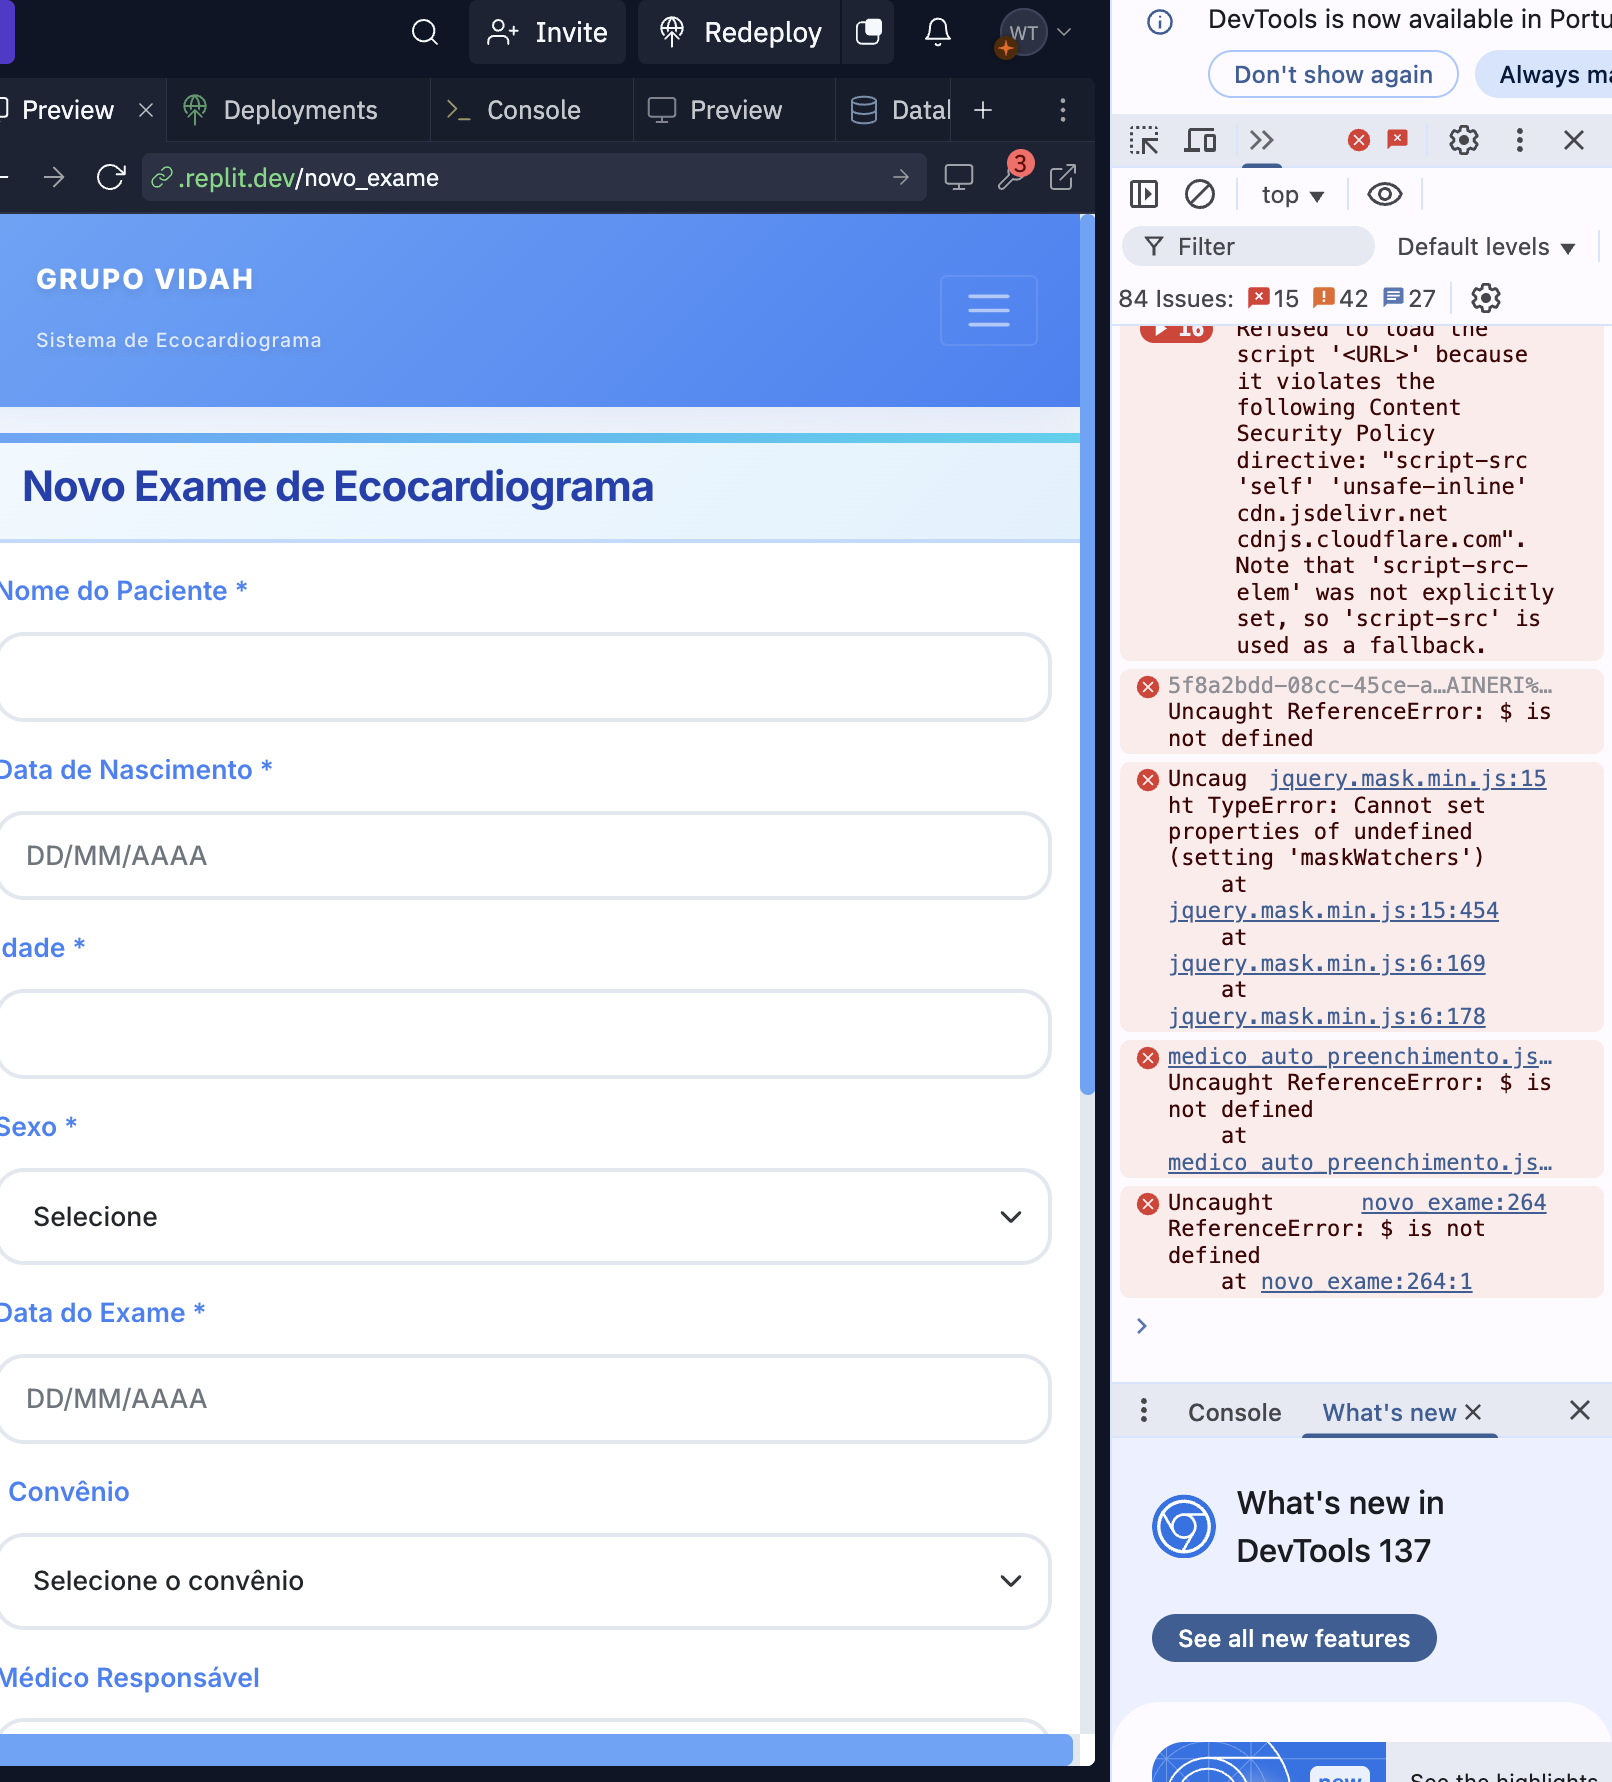 Invite
Redeploy
WT
Preview
Deployments
Console
Preview
.replit.dev/novo_exame
3
GRUPO VIDAH
Sistema de Ecocardiograma
Novo Exame de Ecocardiograma
Nome do Paciente *
Data de Nascimento *
DD/MM/AAAA
Idade *
Sexo *
Selecione
Data do Exame *
DD/MM/AAAA
Convênio
Selecione o convênio
Médico Responsável
DevTools is now available in Portu
Don't show again
Always ma
top
Filter
Default levels
84 Issues: 15 42 27
16 Refused to load the
script '<URL>' because
it violates the
following Content
Security Policy
directive: "script-src
'self' 'unsafe-inline'
cdn.jsdelivr.net
cdnjs.cloudflare.com".
Note that 'script-src-
elem' was not explicitly
set, so 'script-src' is
used as a fallback.
5f8a2bdd-08cc-45ce-a…AINERI%…
Uncaught ReferenceError: $ is
not defined
Uncaug jquery.mask.min.js:15
ht TypeError: Cannot set
properties of undefined
(setting 'maskWatchers')
at
jquery.mask.min.js:15:454
at
jquery.mask.min.js:6:169
at
jquery.mask.min.js:6:178
medico_auto_preenchimento.js…
Uncaught ReferenceError: $ is
not defined
at
medico_auto_preenchimento.js…
Uncaught novo_exame:264
ReferenceError: $ is not
defined
at novo_exame:264:1
Console
What's new
What's new in
DevTools 137
See all new features
new
See the highlights